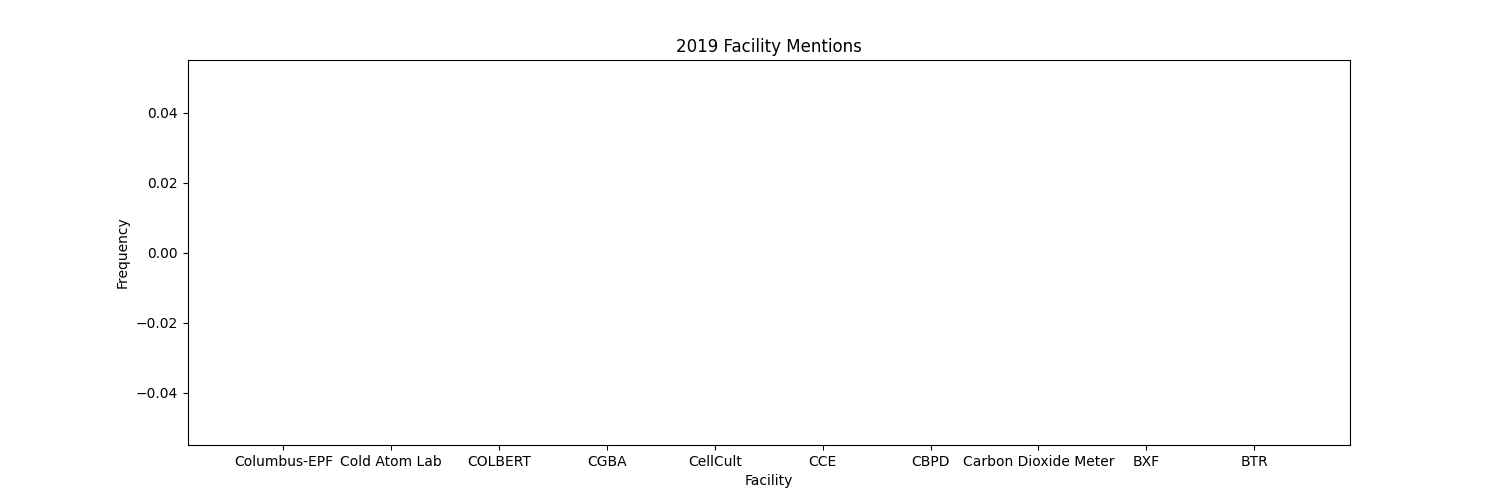 2019 Facility Mentions
0.04
0.02
0.00
−0.02
−0.04
Frequency
Columbus-EPF Cold Atom Lab COLBERT CGBA CellCult CCE CBPD Carbon Dioxide Meter BXF BTR
Facility